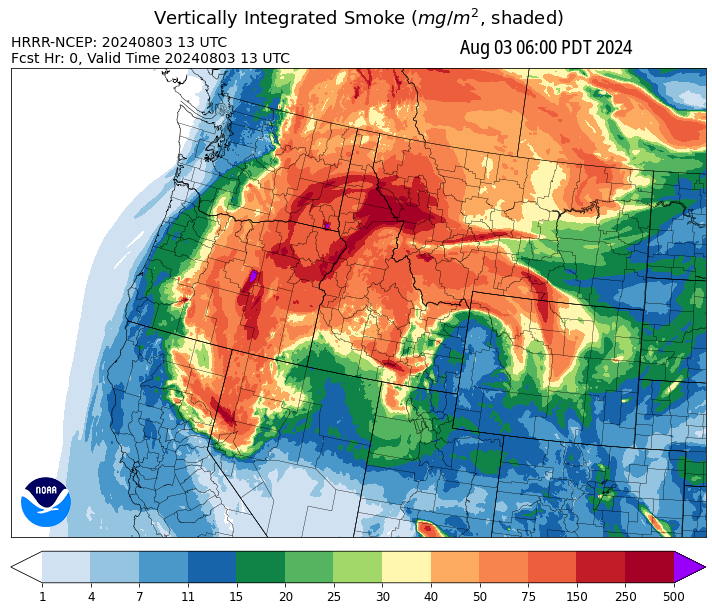 Vertically Integrated Smoke (mg/m², shaded)
HRRR-NCEP: 20240803 13 UTC
Fcst Hr: 0, Valid Time 20240803 13 UTC
Aug 03 06:00 PDT 2024
NOAA
1 4 7 11 15 20 25 30 40 50 75 150 250 500